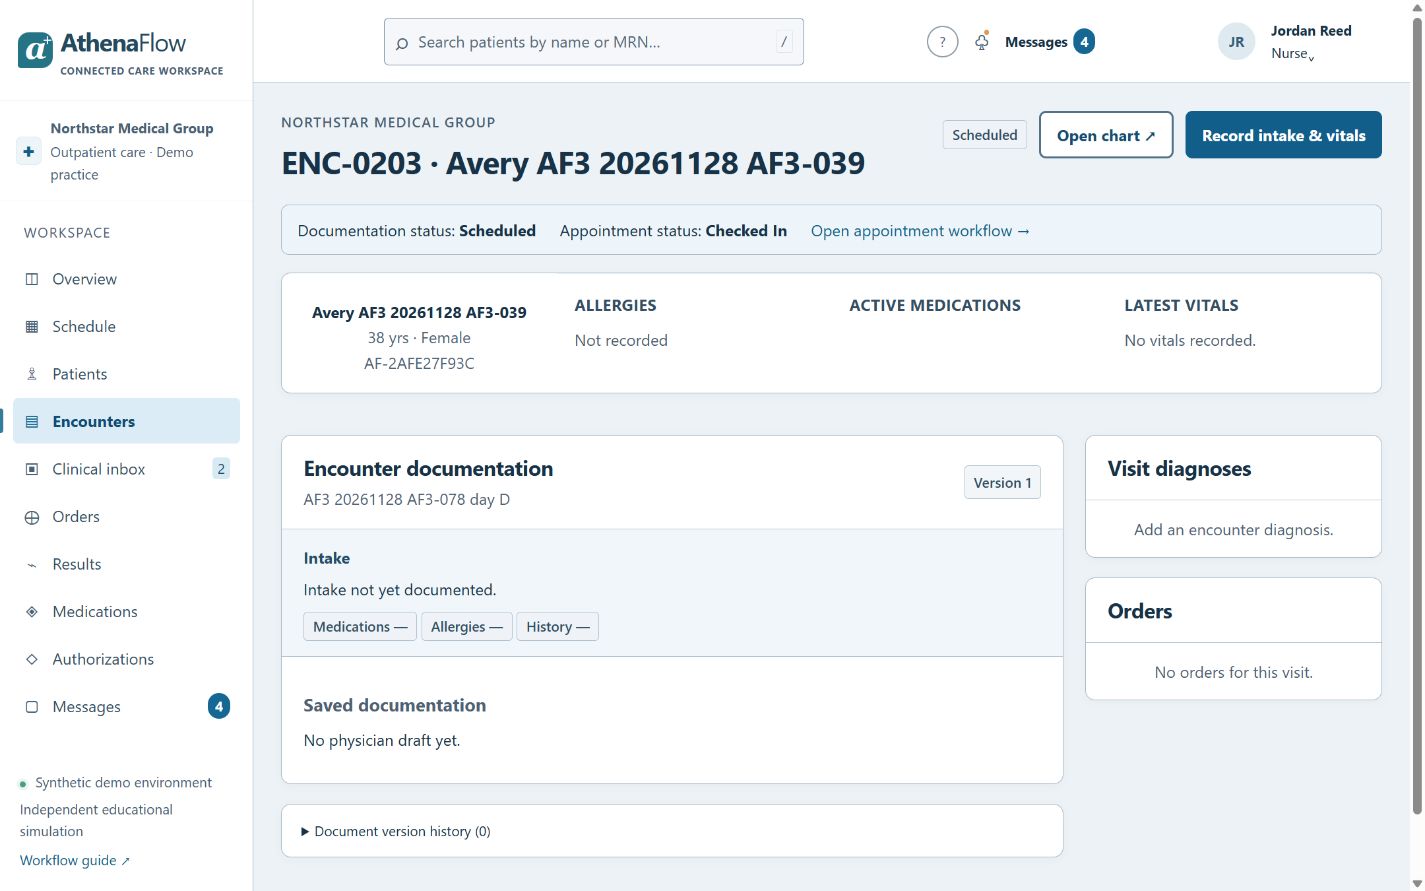 AthenaFlow
CONNECTED CARE WORKSPACE
Search patients by name or MRN...
/
?
Messages 4
JR
Jordan Reed
Nurse
Northstar Medical Group
Outpatient care · Demo
practice
WORKSPACE
Overview
Schedule
Patients
Encounters
Clinical inbox 2
Orders
Results
Medications
Authorizations
Messages 4
Synthetic demo environment
Independent educational
simulation
Workflow guide ↗
NORTHSTAR MEDICAL GROUP
ENC-0203 · Avery AF3 20261128 AF3-039
Scheduled
Open chart ↗
Record intake & vitals
Documentation status: Scheduled Appointment status: Checked In Open appointment workflow →
Avery AF3 20261128 AF3-039
38 yrs · Female
AF-2AFE27F93C
ALLERGIES
Not recorded
ACTIVE MEDICATIONS
LATEST VITALS
No vitals recorded.
Encounter documentation
AF3 20261128 AF3-078 day D
Version 1
Intake
Intake not yet documented.
Medications — Allergies — History —
Saved documentation
No physician draft yet.
▶ Document version history (0)
Visit diagnoses
Add an encounter diagnosis.
Orders
No orders for this visit.